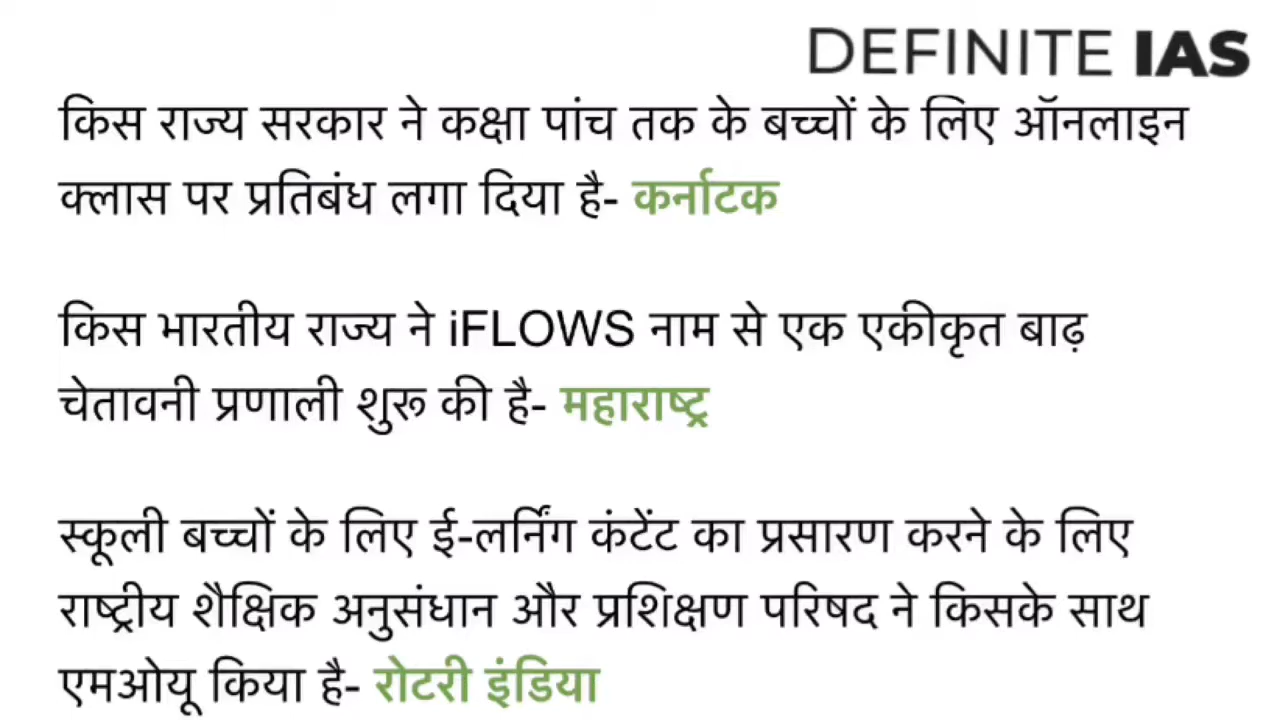 DEFINITE IAS
किस राज्य सरकार ने कक्षा पांच तक के बच्चों के लिए ऑनलाइन
क्लास पर प्रतिबंध लगा दिया है- कर्नाटक
किस भारतीय राज्य ने iFLOWS नाम से एक एकीकृत बाढ़
चेतावनी प्रणाली शुरू की है- महाराष्ट्र
स्कूली बच्चों के लिए ई-लर्निंग कंटेंट का प्रसारण करने के लिए
राष्ट्रीय शैक्षिक अनुसंधान और प्रशिक्षण परिषद ने किसके साथ
एमओयू किया है- रोटरी इंडिया